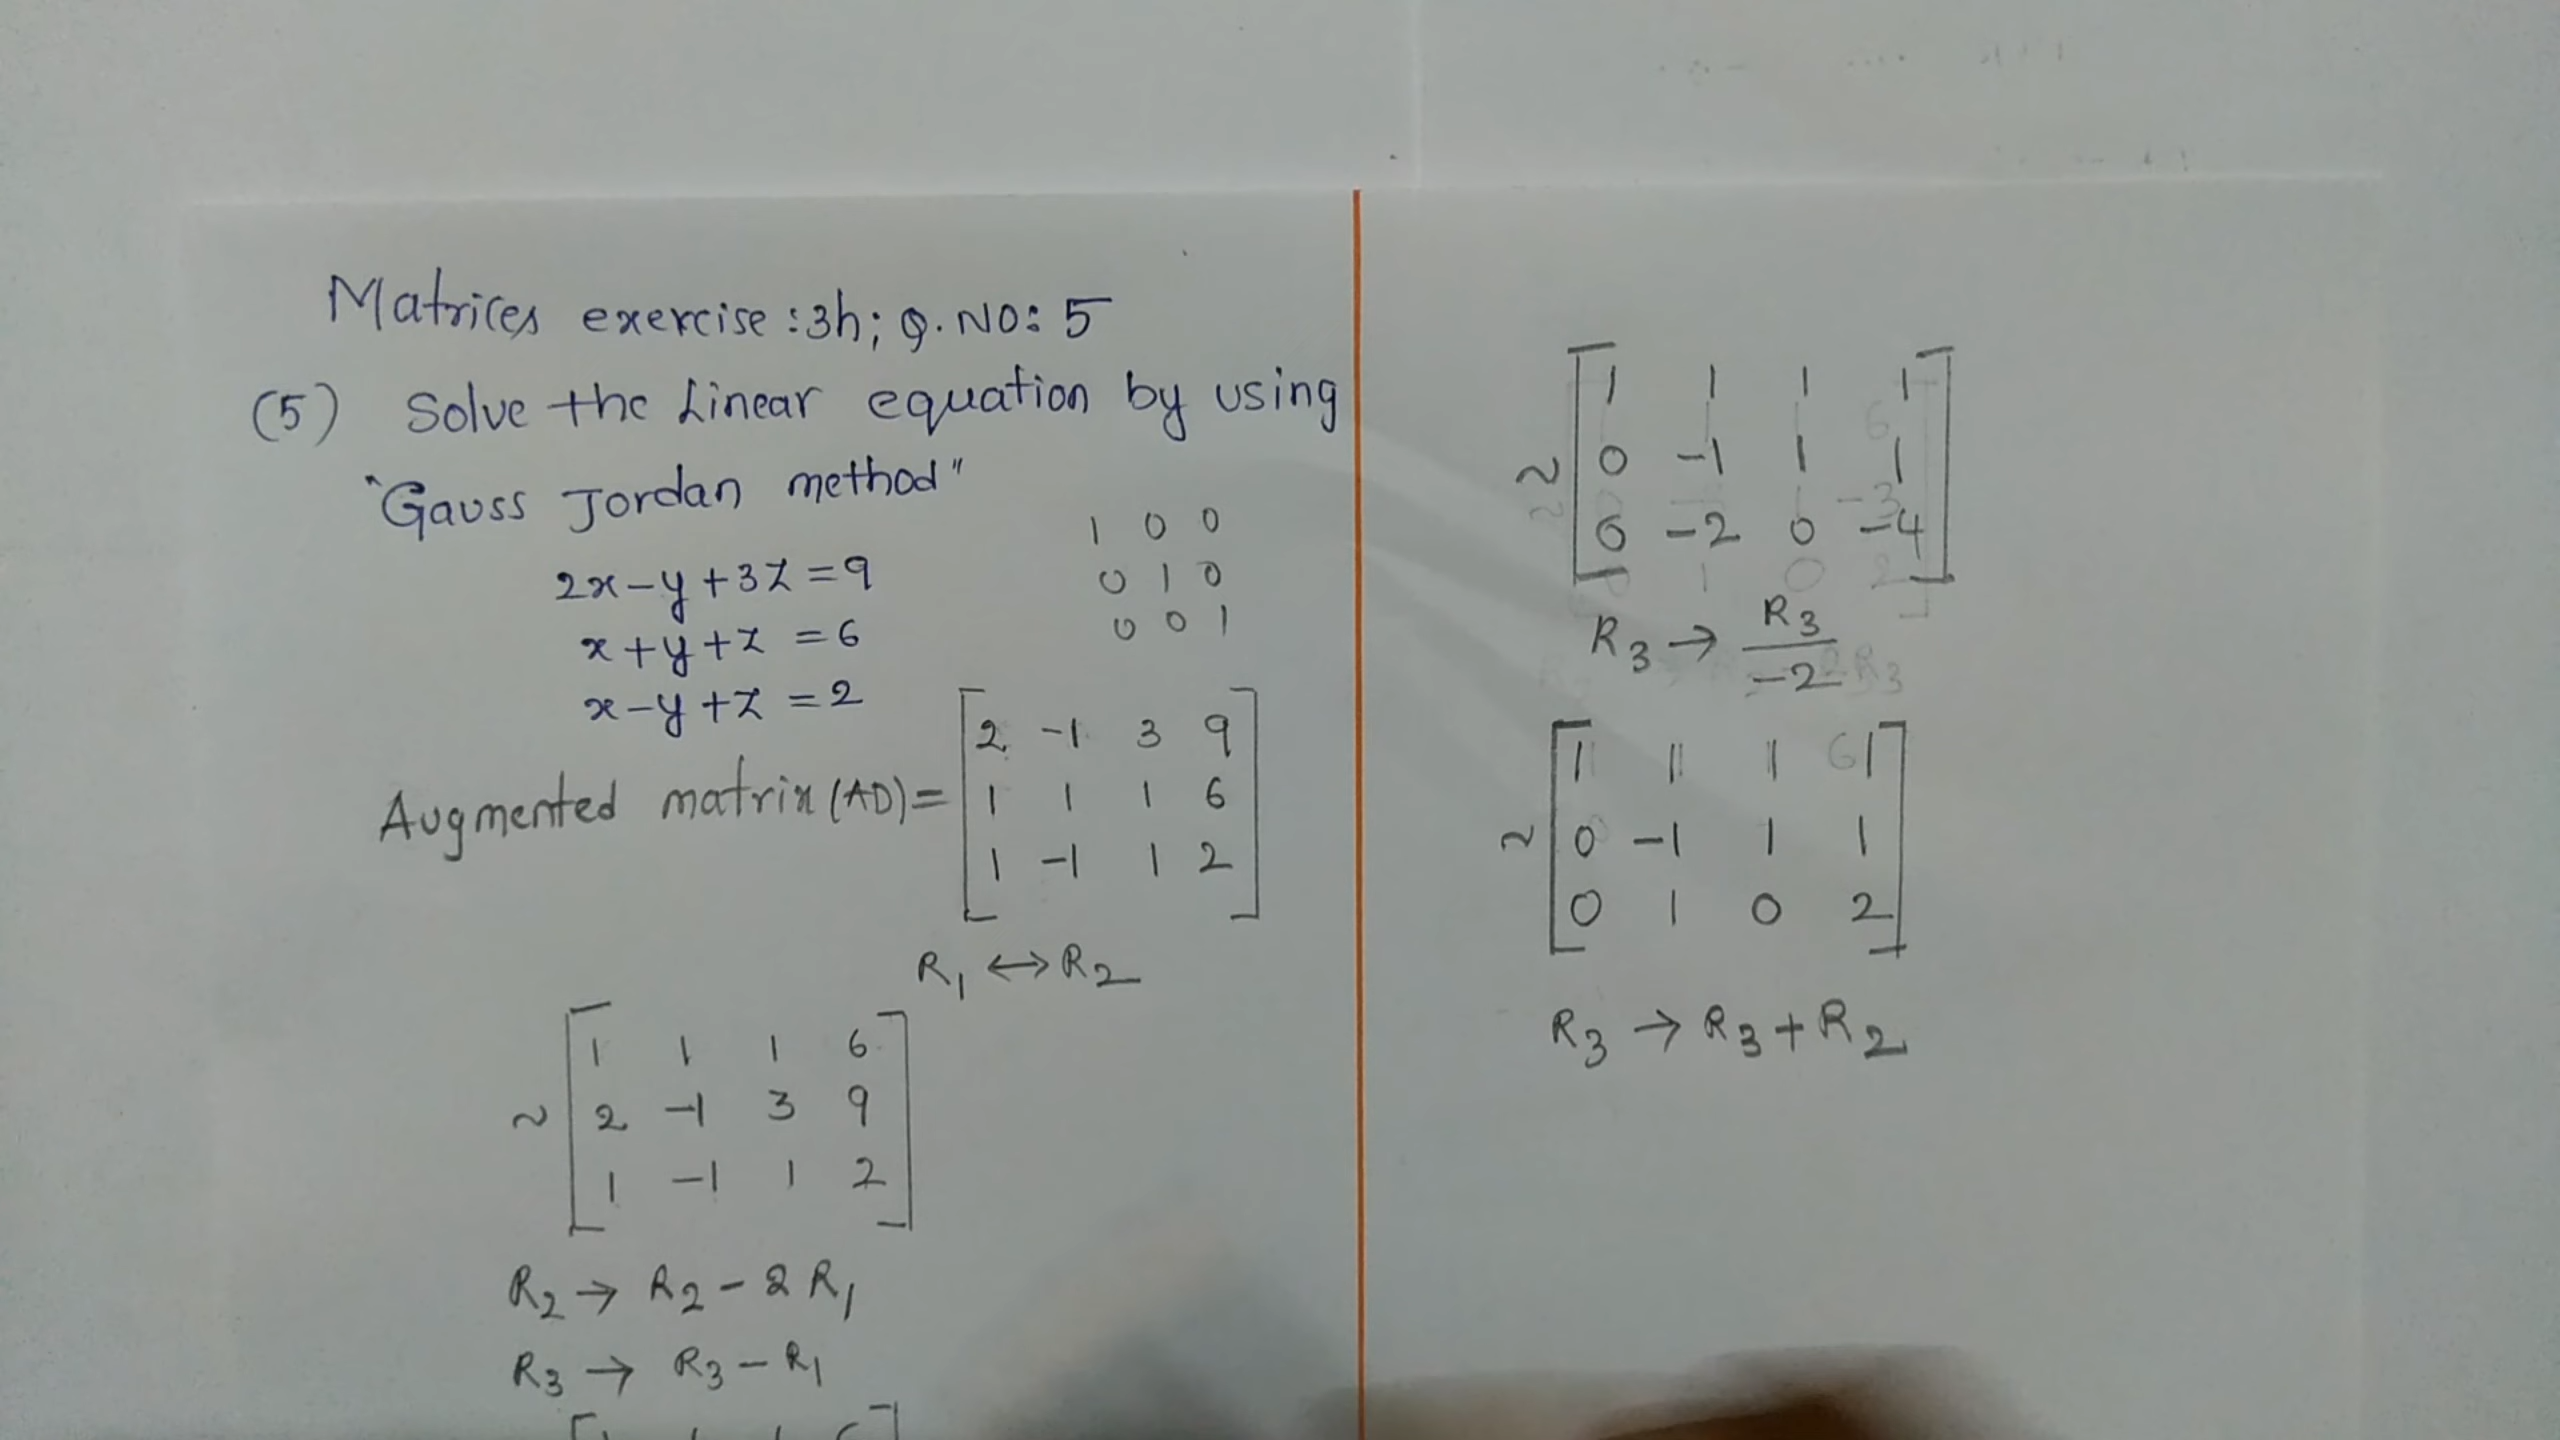 Matrices exercise :3h; Q. NO: 5
(5) Solve the Linear equation by using
"Gauss Jordan method"
2x-y+3z=9
x+y+z =6
x-y+z =2
1 0 0
0 1 0
0 0 1
Augmented matrix (AD)=
2 -1 3 9
1 1 1 6
1 -1 1 2
R1 ↔ R2
~
1 1 1 6
2 -1 3 9
1 -1 1 2
R2 → R2 - 2 R1
R3 → R3 - R1
~
1 1 1 1
0 -1 1 1
0 -2 0 -4
R3 → R3/-2
~
1 1 1 1
0 -1 1 1
0 1 0 2
R3 → R3 + R2